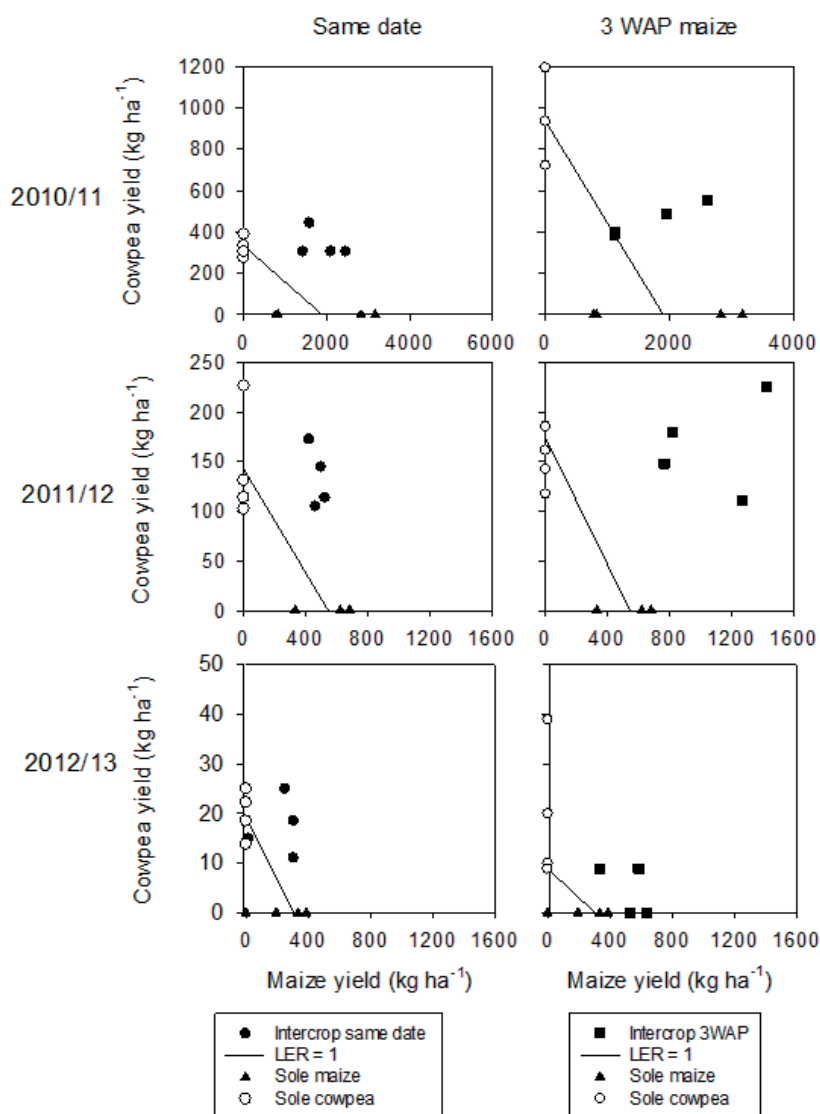 Same date 3 WAP maize
2010/11
Cowpea yield (kg ha-1)
1200
1000
800
600
400
200
0
0 2000 4000 6000
0 2000 4000
2011/12
Cowpea yield (kg ha-1)
250
200
150
100
50
0
0 400 800 1200 1600
0 400 800 1200 1600
2012/13
Cowpea yield (kg ha-1)
50
40
30
20
10
0
0 400 800 1200 1600
0 400 800 1200 1600
Maize yield (kg ha-1) Maize yield (kg ha-1)
Intercrop same date
LER = 1
Sole maize
Sole cowpea
Intercrop 3WAP
LER = 1
Sole maize
Sole cowpea